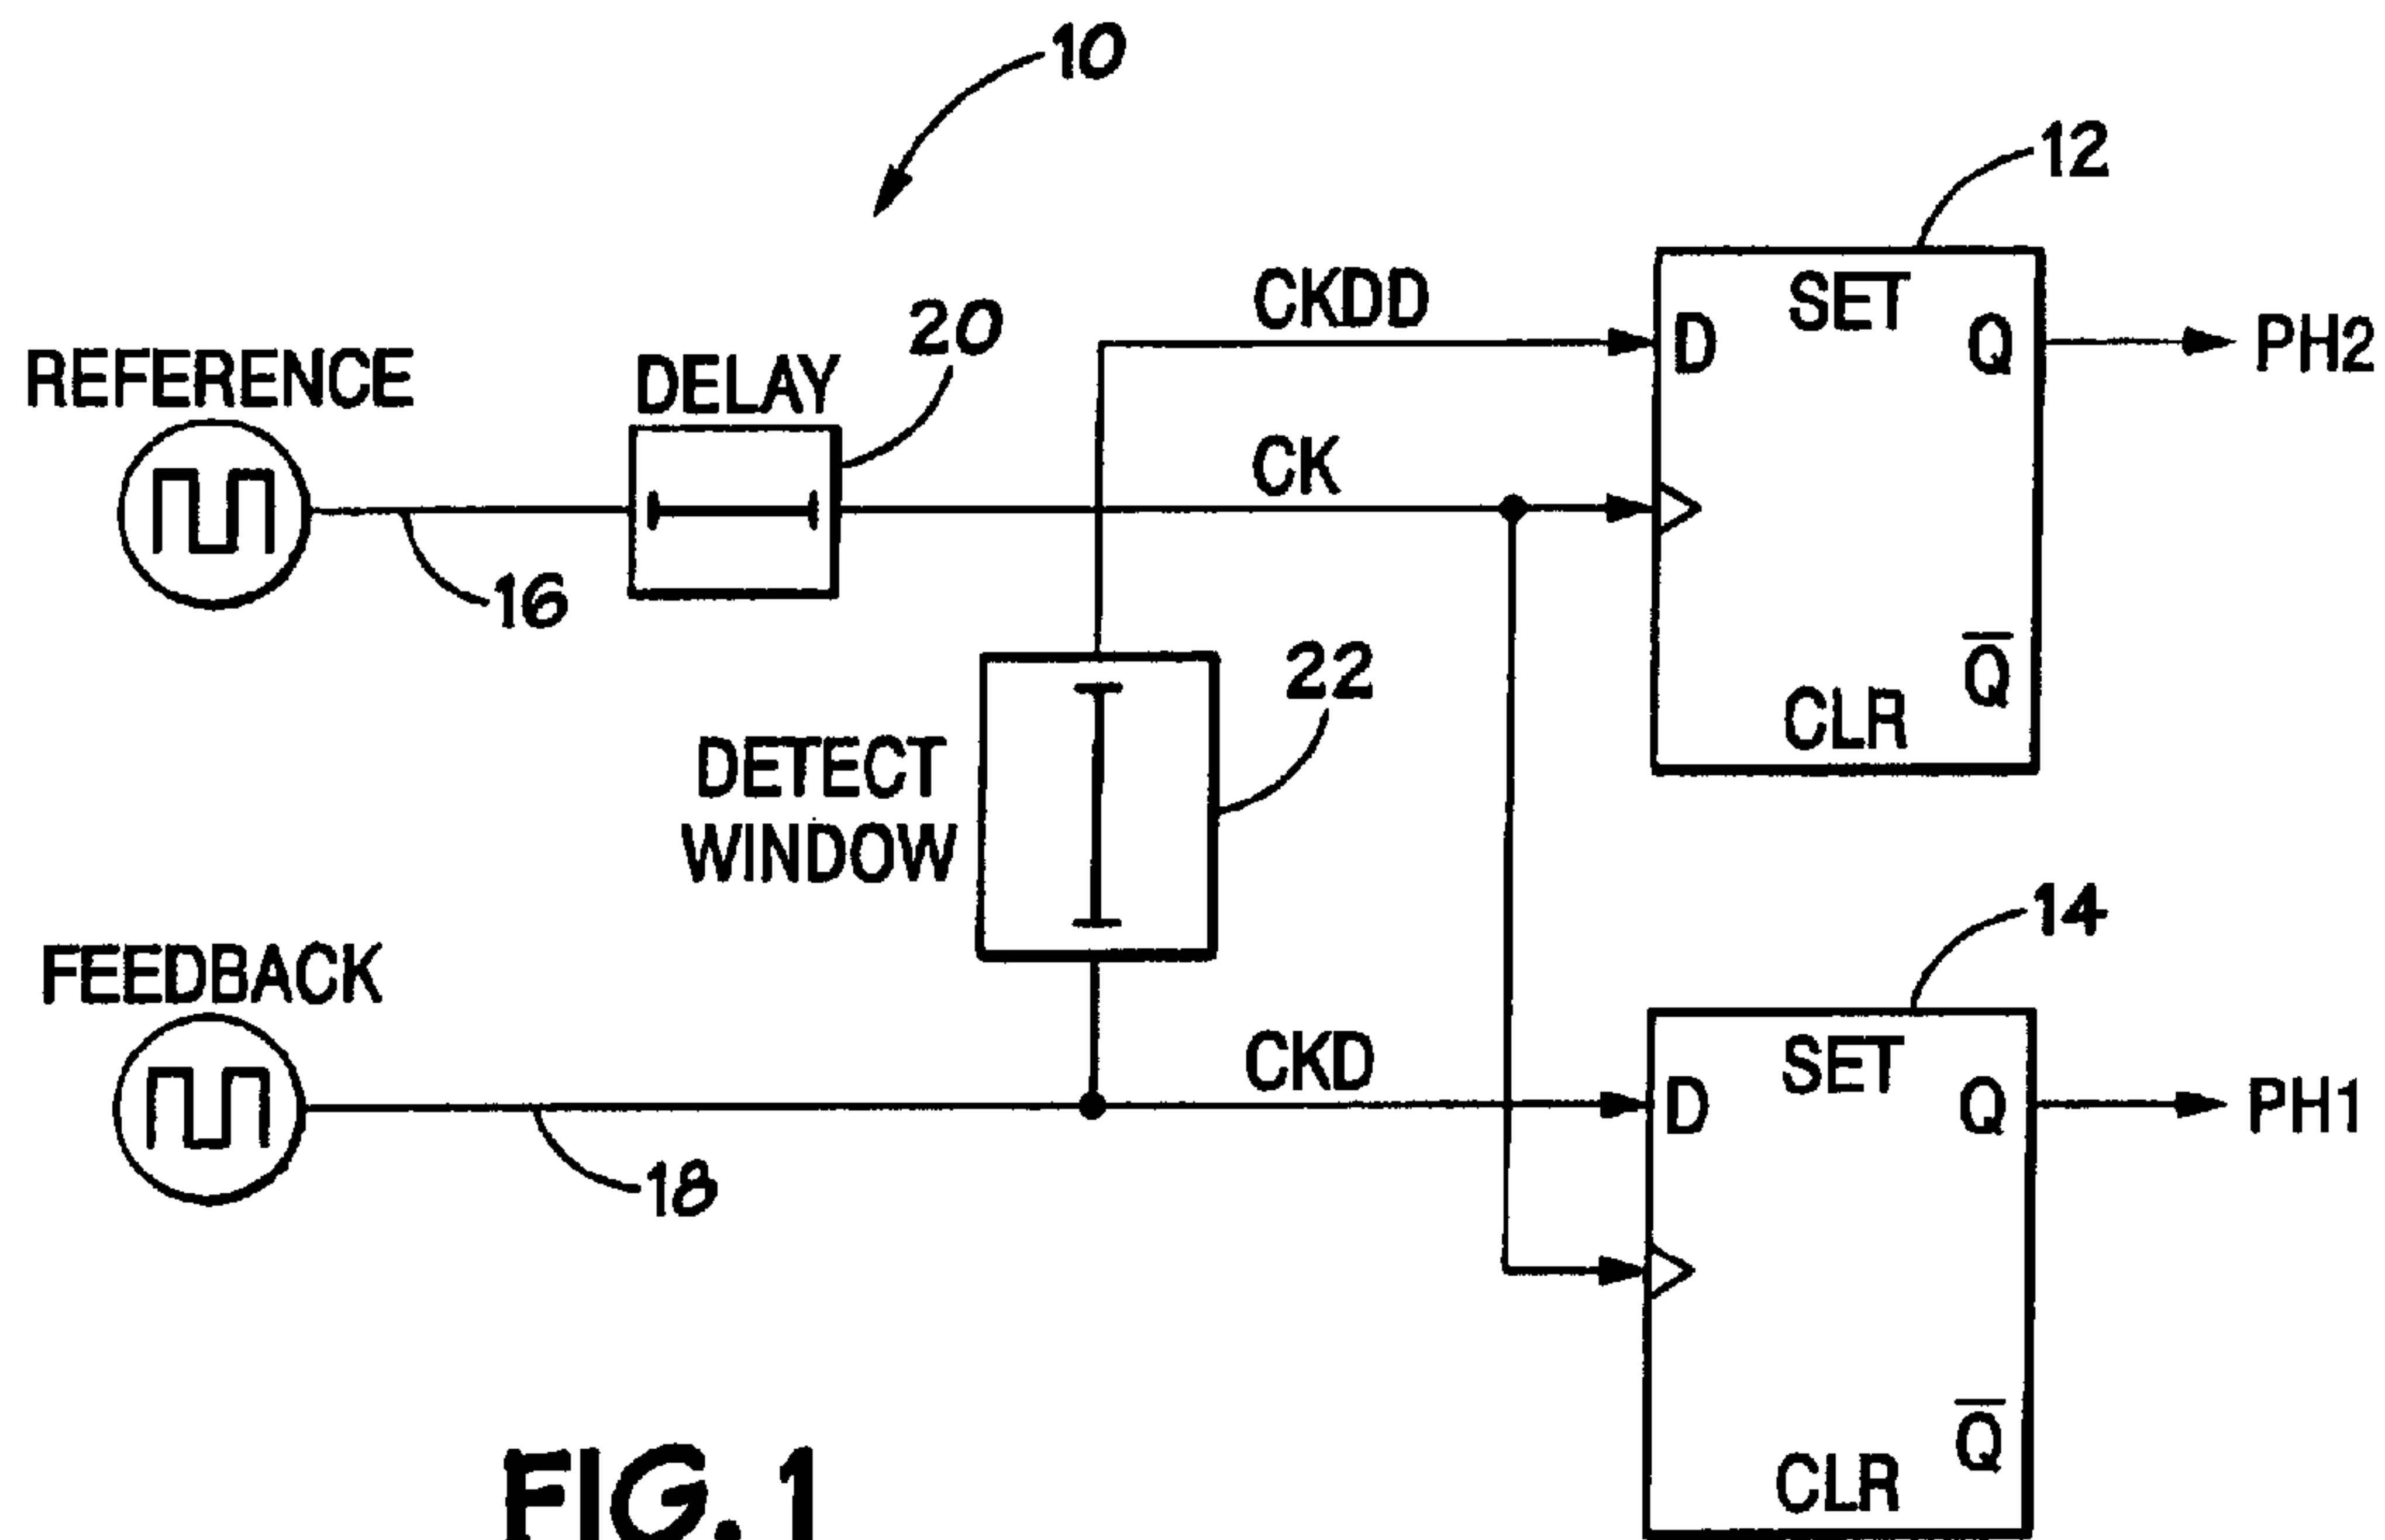 10
12
CKDD
SET
D
Q
PH2
20
REFERENCE
DELAY
CK
16
22
Q̅
CLR
DETECT
WINDOW
14
FEEDBACK
CKD
SET
D
Q
PH1
18
Q̅
CLR
FIG. 1